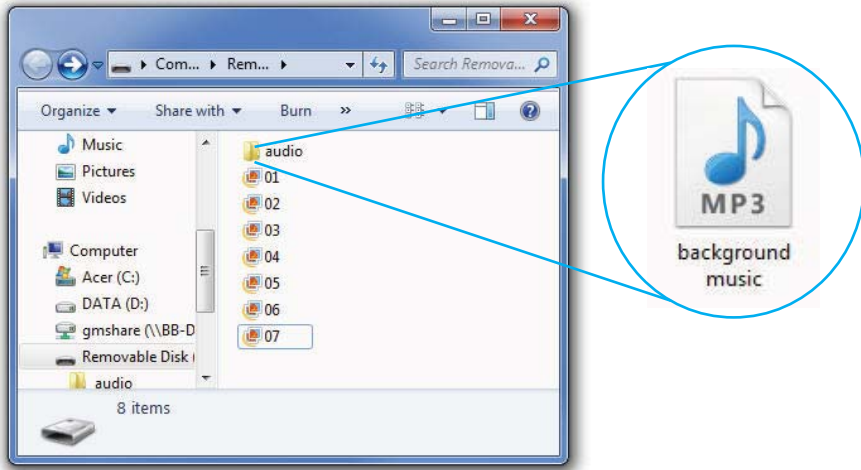 Com... Rem... Search Remova...
Organize Share with Burn »
Music
Pictures
Videos
Computer
Acer (C:)
DATA (D:)
gmshare (\\BB-D
Removable Disk (
audio
audio
01
02
03
04
05
06
07
8 items
MP3
background
music